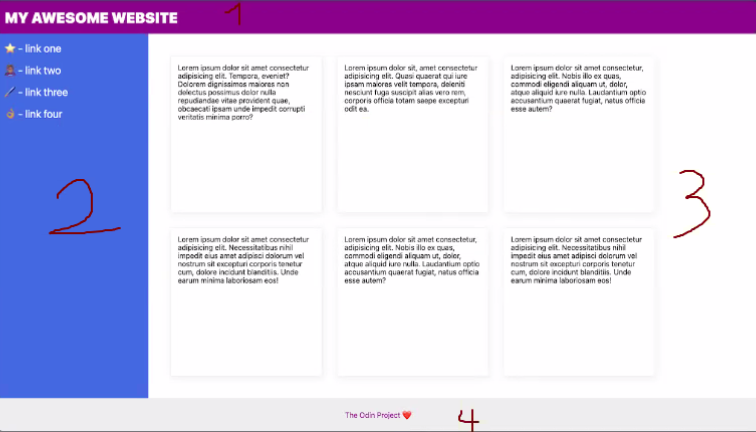 MY AWESOME WEBSITE
1
⭐ - link one
- link two
- link three
- link four
2
Lorem ipsum dolor sit amet consectetur
adipisicing elit. Tempora, eveniet?
Dolorem dignissimos maiores non
delectus possimus dolor nulla
repudiandae vitae provident quae,
obcaecati ipsam unde impedit corrupti
veritatis minima porro?
Lorem ipsum dolor sit, amet consectetur
adipisicing elit. Quasi quaerat qui iure
ipsam maiores velit tempora, deleniti
nesciunt fuga suscipit alias vero rem,
corporis officia totam saepe excepturi
odit ea.
Lorem ipsum dolor sit amet consectetur,
adipisicing elit. Nobis illo ex quas,
commodi eligendi aliquam ut, dolor,
atque aliquid iure nulla. Laudantium optio
accusantium quaerat fugiat, natus officia
esse autem?
3
Lorem ipsum dolor sit amet consectetur
adipisicing elit. Necessitatibus nihil
impedit eius amet adipisci dolorum vel
nostrum sit excepturi corporis tenetur
cum, dolore incidunt blanditiis. Unde
earum minima laboriosam eos!
Lorem ipsum dolor sit amet consectetur,
adipisicing elit. Nobis illo ex quas,
commodi eligendi aliquam ut, dolor,
atque aliquid iure nulla. Laudantium optio
accusantium quaerat fugiat, natus officia
esse autem?
Lorem ipsum dolor sit amet consectetur
adipisicing elit. Necessitatibus nihil
impedit eius amet adipisci dolorum vel
nostrum sit excepturi corporis tenetur
cum, dolore incidunt blanditiis. Unde
earum minima laboriosam eos!
The Odin Project ❤️
4